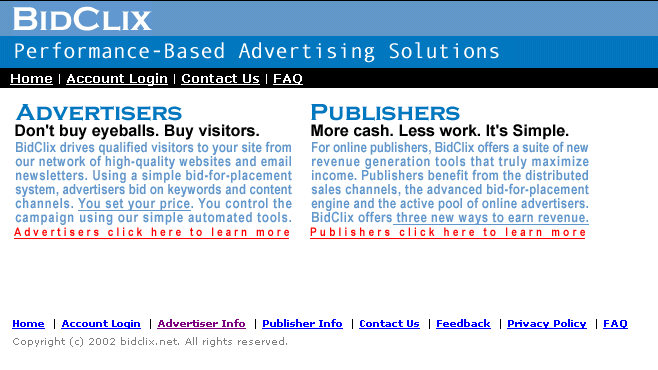 BIDCLIX
Performance-Based Advertising Solutions
Home | Account Login | Contact Us | FAQ
ADVERTISERS
Don't buy eyeballs. Buy visitors.
BidClix drives qualified visitors to your site from
our network of high-quality websites and email
newsletters. Using a simple bid-for-placement
system, advertisers bid on keywords and content
channels. You set your price. You control the
campaign using our simple automated tools.
Advertisers click here to learn more
PUBLISHERS
More cash. Less work. It's Simple.
For online publishers, BidClix offers a suite of new
revenue generation tools that truly maximize
income. Publishers benefit from the distributed
sales channels, the advanced bid-for-placement
engine and the active pool of online advertisers.
BidClix offers three new ways to earn revenue.
Publishers click here to learn more
Home | Account Login | Advertiser Info | Publisher Info | Contact Us | Feedback | Privacy Policy | FAQ
Copyright (c) 2002 bidclix.net. All rights reserved.